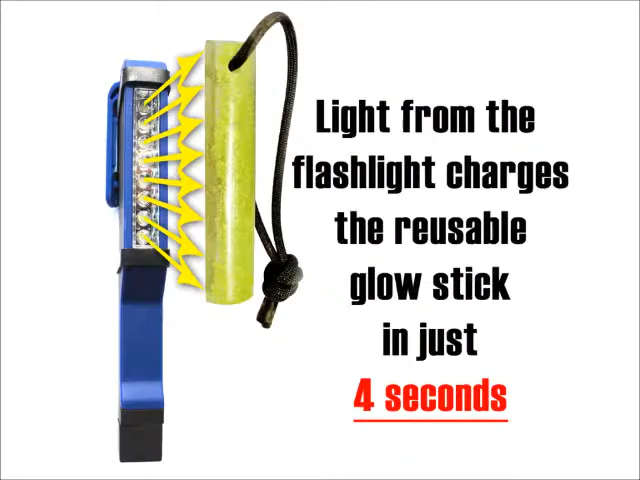 Light from the
flashlight charges
the reusable
glow stick
in just
4 seconds